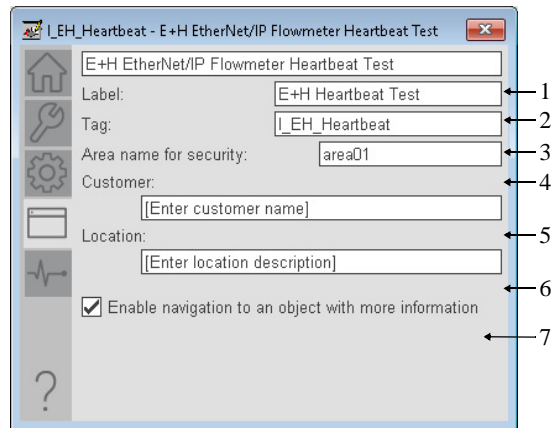 I_EH_Heartbeat - E+H EtherNet/IP Flowmeter Heartbeat Test
E+H EtherNet/IP Flowmeter Heartbeat Test
Label: E+H Heartbeat Test 1
Tag: I_EH_Heartbeat 2
Area name for security: area01 3
Customer: 4
[Enter customer name]
Location: 5
[Enter location description]
6
Enable navigation to an object with more information
7
?